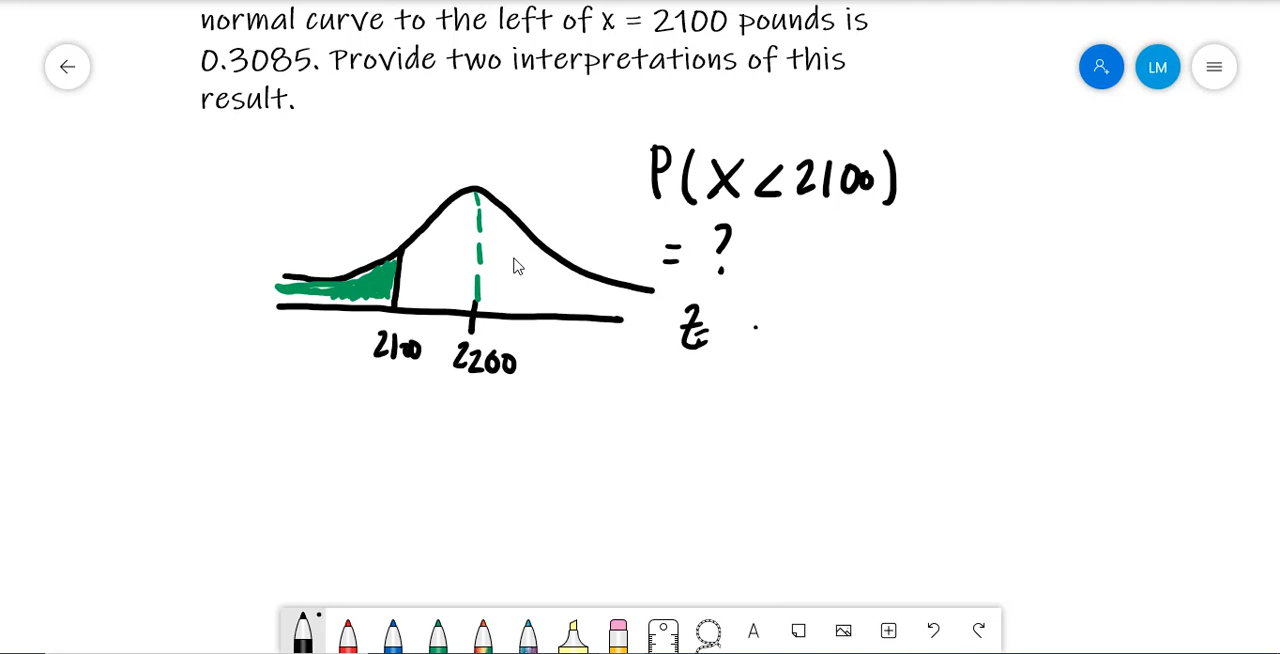 normal curve to the left of x = 2100 pounds is
0.3085. Provide two interpretations of this
result.
LM
P(X < 2100)
= ?
z .
2100
2200
A